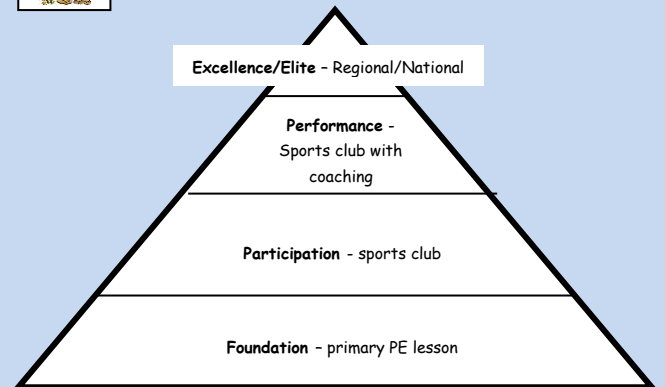 Excellence/Elite – Regional/National
Performance -
Sports club with
coaching
Participation - sports club
Foundation – primary PE lesson